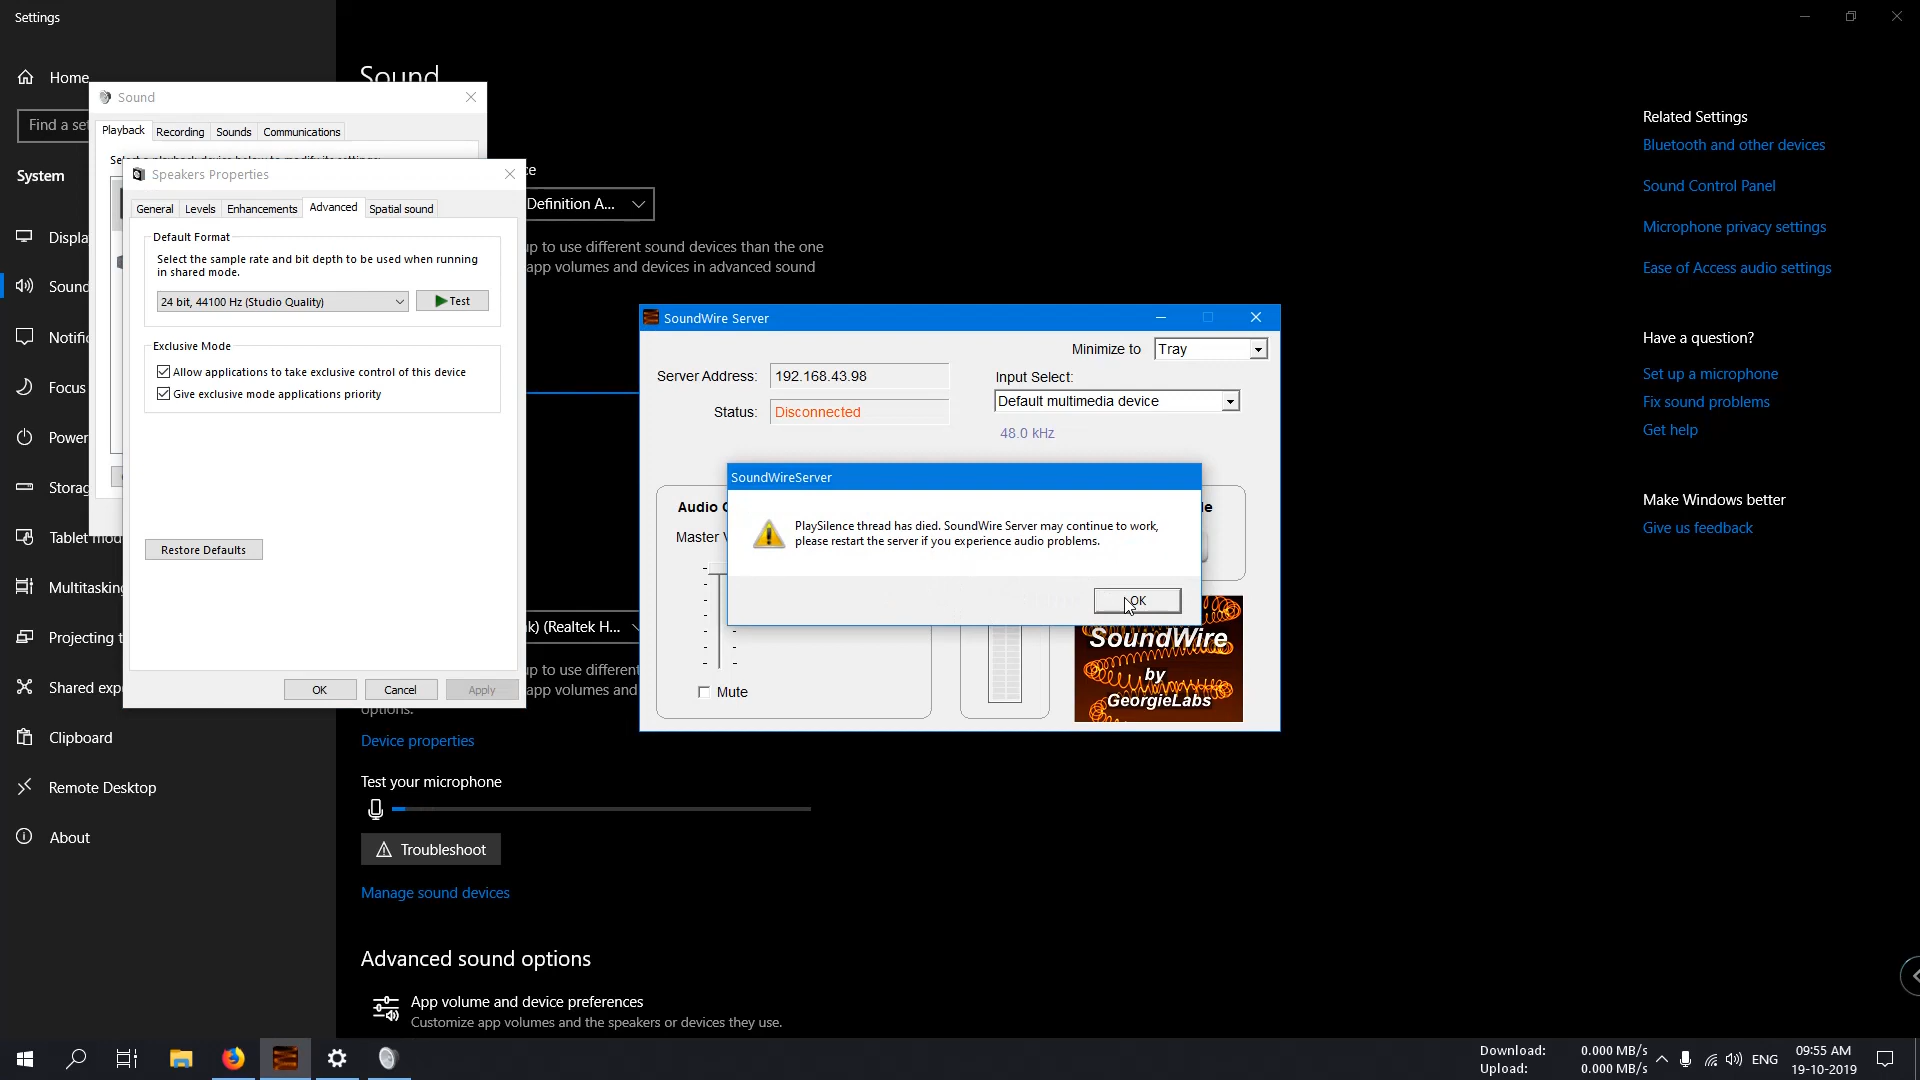 Settings
Home
Find a se
System
Displa
Sound
Notific
Focus
Power
Storag
Tablet mod
Multitasking
Projecting t
Shared exp
Clipboard
Remote Desktop
About
Sound
Sound
Playback
Recording
Sounds
Communications
Speakers Properties
General
Levels
Enhancements
Advanced
Spatial sound
Default Format
Select the sample rate and bit depth to be used when running
in shared mode.
24 bit, 44100 Hz (Studio Quality)
Test
Exclusive Mode
Allow applications to take exclusive control of this device
Give exclusive mode applications priority
Restore Defaults
OK
Cancel
Apply
ce
Definition A...
up to use different sound devices than the one
app volumes and devices in advanced sound
k) (Realtek H...
up to use different
app volumes and
options.
Device properties
Test your microphone
Troubleshoot
Manage sound devices
Advanced sound options
App volume and device preferences
Customize app volumes and the speakers or devices they use.
SoundWire Server
Minimize to
Tray
Server Address:
192.168.43.98
Input Select:
Default multimedia device
Status:
Disconnected
48.0 kHz
Audio C
le
Master V
Mute
SoundWire
by
GeorgieLabs
SoundWireServer
PlaySilence thread has died. SoundWire Server may continue to work,
please restart the server if you experience audio problems.
OK
Related Settings
Bluetooth and other devices
Sound Control Panel
Microphone privacy settings
Ease of Access audio settings
Have a question?
Set up a microphone
Fix sound problems
Get help
Make Windows better
Give us feedback
Download: 0.000 MB/s
Upload: 0.000 MB/s
ENG
09:55 AM
19-10-2019